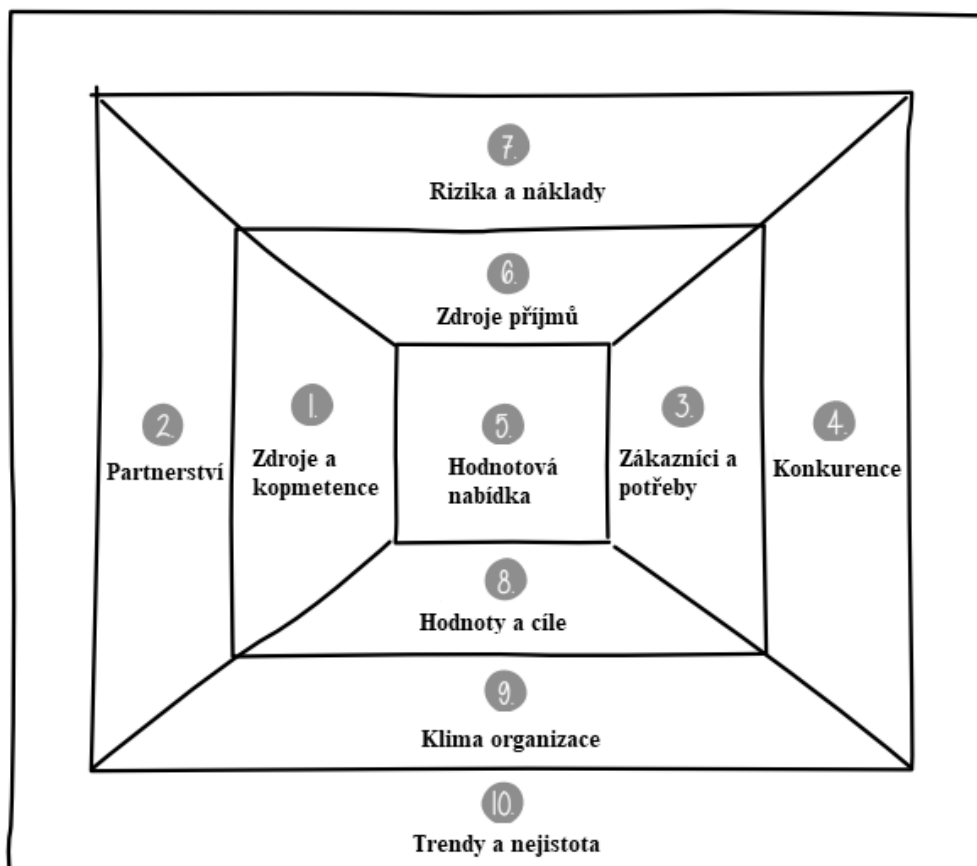 7.
Rizika a náklady
6.
Zdroje příjmů
2.
Partnerství
1.
Zdroje a
kopmetence
5.
Hodnotová
nabídka
3.
Zákazníci a
potřeby
4.
Konkurence
8.
Hodnoty a cíle
9.
Klima organizace
10.
Trendy a nejistota